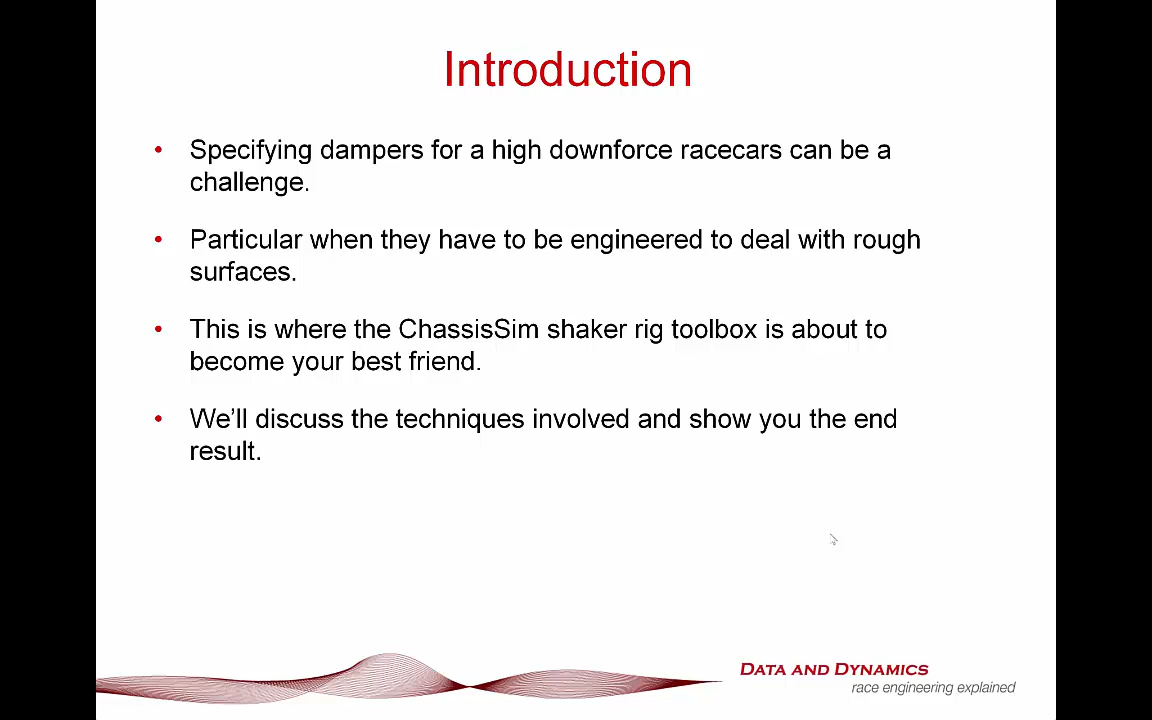 Introduction
• Specifying dampers for a high downforce racecars can be a
challenge.
• Particular when they have to be engineered to deal with rough
surfaces.
• This is where the ChassisSim shaker rig toolbox is about to
become your best friend.
• We'll discuss the techniques involved and show you the end
result.
DATA AND DYNAMICS
race engineering explained